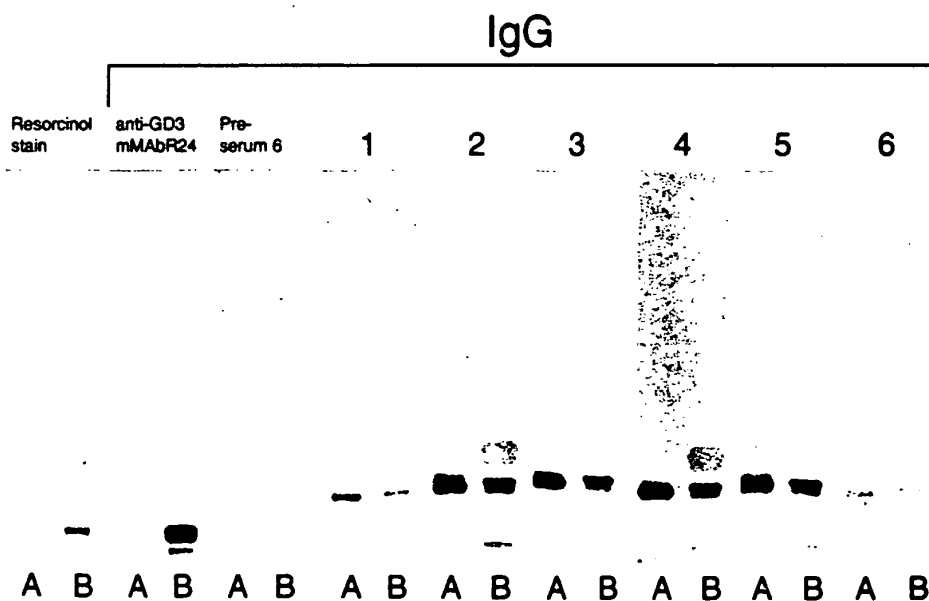 IgG
Resorcinol
stain
anti-GD3
mMAbR24
Pre-
serum 6
1 2 3 4 5 6
A B A B A B A B A B A B A B A B A B